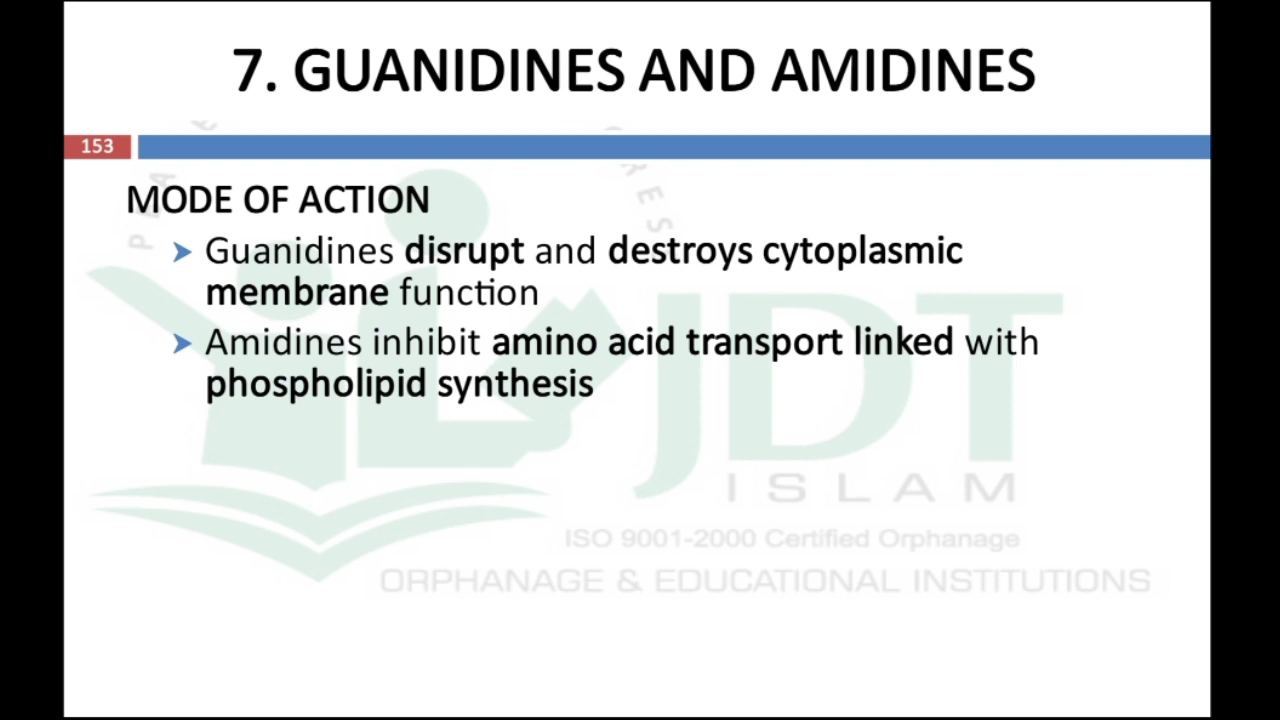 7. GUANIDINES AND AMIDINES
153
MODE OF ACTION
➤ Guanidines disrupt and destroys cytoplasmic
membrane function
➤ Amidines inhibit amino acid transport linked with
phospholipid synthesis
JDT
ISLAM
ISO 9001-2000 Certified Orphanage
ORPHANAGE & EDUCATIONAL INSTITUTIONS